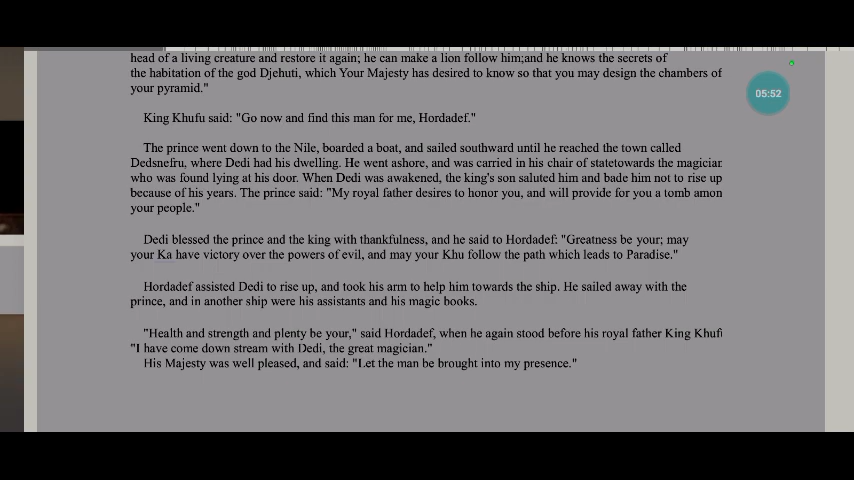 head of a living creature and restore it again; he can make a lion follow him;and he knows the secrets of
the habitation of the god Djehuti, which Your Majesty has desired to know so that you may design the chambers of
your pyramid."
King Khufu said: "Go now and find this man for me, Hordadef."
The prince went down to the Nile, boarded a boat, and sailed southward until he reached the town called
Dedsnefru, where Dedi had his dwelling. He went ashore, and was carried in his chair of statetowards the magician
who was found lying at his door. When Dedi was awakened, the king's son saluted him and bade him not to rise up
because of his years. The prince said: "My royal father desires to honor you, and will provide for you a tomb amon
your people."
Dedi blessed the prince and the king with thankfulness, and he said to Hordadef: "Greatness be your; may
your Ka have victory over the powers of evil, and may your Khu follow the path which leads to Paradise."
Hordadef assisted Dedi to rise up, and took his arm to help him towards the ship. He sailed away with the
prince, and in another ship were his assistants and his magic books.
"Health and strength and plenty be your," said Hordadef, when he again stood before his royal father King Khuf
"I have come down stream with Dedi, the great magician."
His Majesty was well pleased, and said: "Let the man be brought into my presence."
05:52